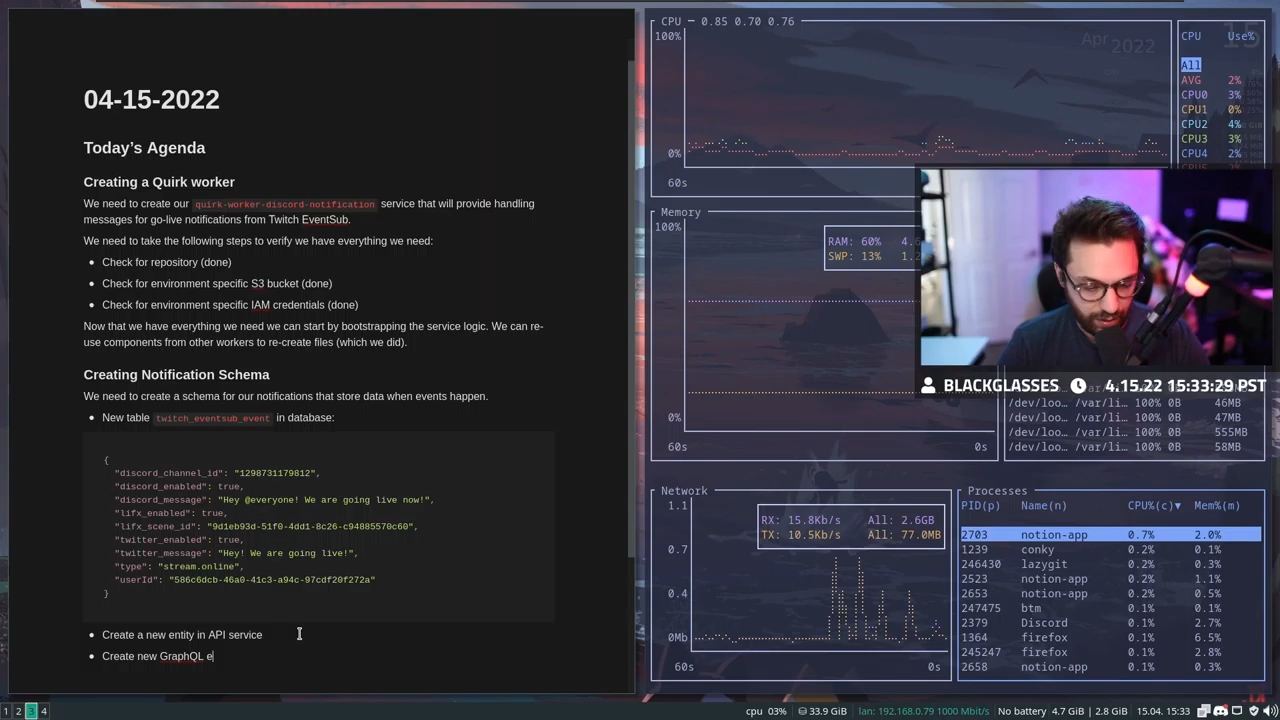 04-15-2022
Today's Agenda
Creating a Quirk worker
We need to create our quirk-worker-discord-notification service that will provide handling
messages for go-live notifications from Twitch EventSub.
We need to take the following steps to verify we have everything we need:
• Check for repository (done)
• Check for environment specific S3 bucket (done)
• Check for environment specific IAM credentials (done)
Now that we have everything we need we can start by bootstrapping the service logic. We can re-
use components from other workers to re-create files (which we did).
Creating Notification Schema
We need to create a schema for our notifications that store data when events happen.
• New table twitch_eventsub_event in database:
{
"discord_channel_id": "1298731179812",
"discord_enabled": true,
"discord_message": "Hey @everyone! We are going live now!",
"lifx_enabled": true,
"lifx_scene_id": "9d1eb93d-51f0-4dd1-8c26-c94885570c60",
"twitter_enabled": true,
"twitter_message": "Hey! We are going live!",
"type": "stream.online",
"userId": "586c6dcb-46a0-41c3-a94c-97cdf20f272a"
}
• Create a new entity in API service
• Create new GraphQL e
CPU — 0.85 0.70 0.76
100%
0%
60s
Apr 2022
15
CPU Use%
All
AVG 2%
CPU0 3%
CPU1 0%
CPU2 4%
CPU3 3%
CPU4 2%
Memory
100%
RAM: 60% 4.
SWP: 13% 1.
0%
60s 0s
BLACKGLASSES 4.15.22 15:33:29 PST
/dev/loo… /var/li… 100% 0B 46MB
/dev/loo… /var/li… 100% 0B 47MB
/dev/loo… /var/li… 100% 0B 555MB
/dev/loo… /var/li… 100% 0B 58MB
Network
1.1
RX: 15.8Kb/s All: 2.6GB
TX: 10.5Kb/s All: 77.0MB
0.7
0.4
0Mb
60s 0s
Processes
PID(p) Name(n) CPU%(c)▼ Mem%(m)
2703 notion-app 0.7% 2.0%
1239 conky 0.2% 0.1%
246430 lazygit 0.2% 0.3%
2523 notion-app 0.2% 1.1%
2653 notion-app 0.2% 0.5%
247475 btm 0.1% 0.1%
2379 Discord 0.1% 2.7%
1364 firefox 0.1% 6.5%
245247 firefox 0.1% 2.8%
2658 notion-app 0.1% 0.3%
1 2 3 4
cpu 03% 33.9 GiB lan: 192.168.0.79 1000 Mbit/s No battery 4.7 GiF | 2.8 GiB 15.04. 15:33